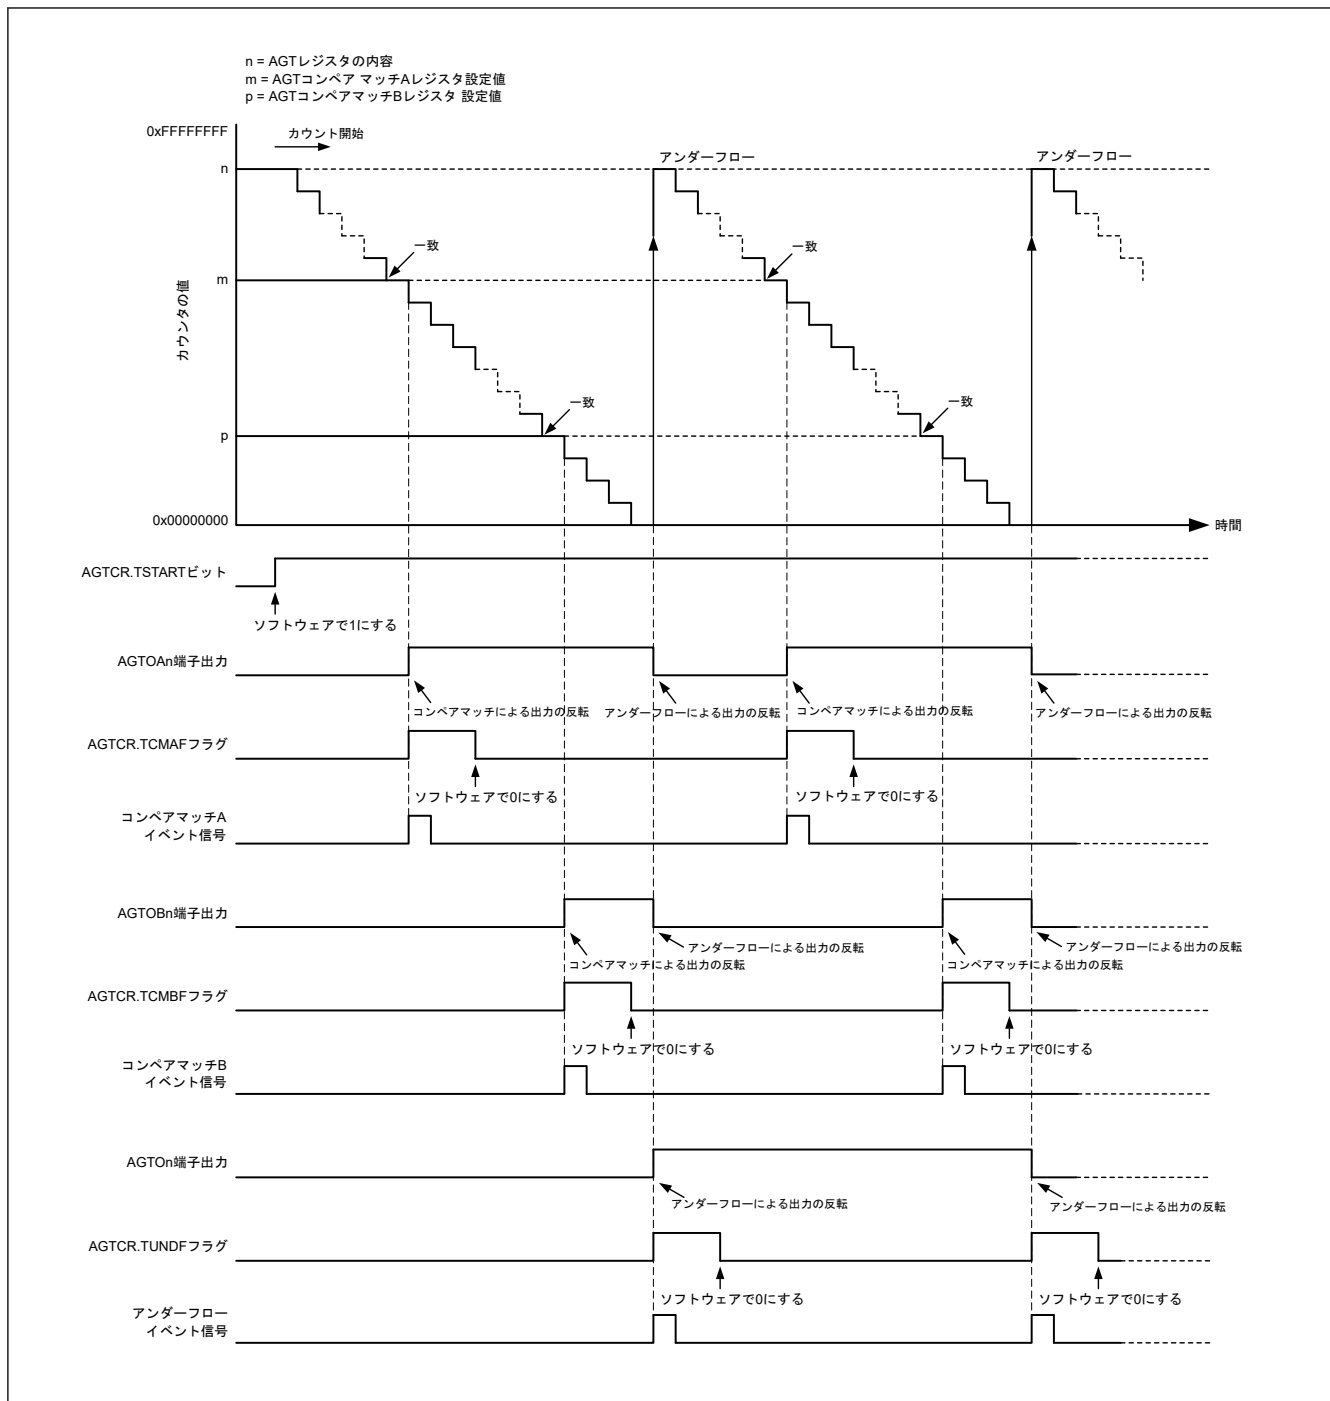 n = AGTレジスタの内容
m = AGTコンペア マッチAレジスタ設定値
p = AGTコンペアマッチBレジスタ 設定値
0xFFFFFFFF
カウント開始
アンダーフロー
アンダーフロー
n
一致
一致
m
カウンタの値
一致
一致
p
0x00000000
時間
AGTCR.TSTARTビット
ソフトウェアで1にする
AGTOAn端子出力
コンペアマッチによる出力の反転
アンダーフローによる出力の反転
コンペアマッチによる出力の反転
アンダーフローによる出力の反転
AGTCR.TCMAFフラグ
ソフトウェアで0にする
ソフトウェアで0にする
コンペアマッチA
イベント信号
AGTOBn端子出力
アンダーフローによる出力の反転
アンダーフローによる出力の反転
コンペアマッチによる出力の反転
コンペアマッチによる出力の反転
AGTCR.TCMBFフラグ
ソフトウェアで0にする
ソフトウェアで0にする
コンペアマッチB
イベント信号
AGTOn端子出力
アンダーフローによる出力の反転
アンダーフローによる出力の反転
AGTCR.TUNDFフラグ
ソフトウェアで0にする
ソフトウェアで0にする
アンダーフロー
イベント信号